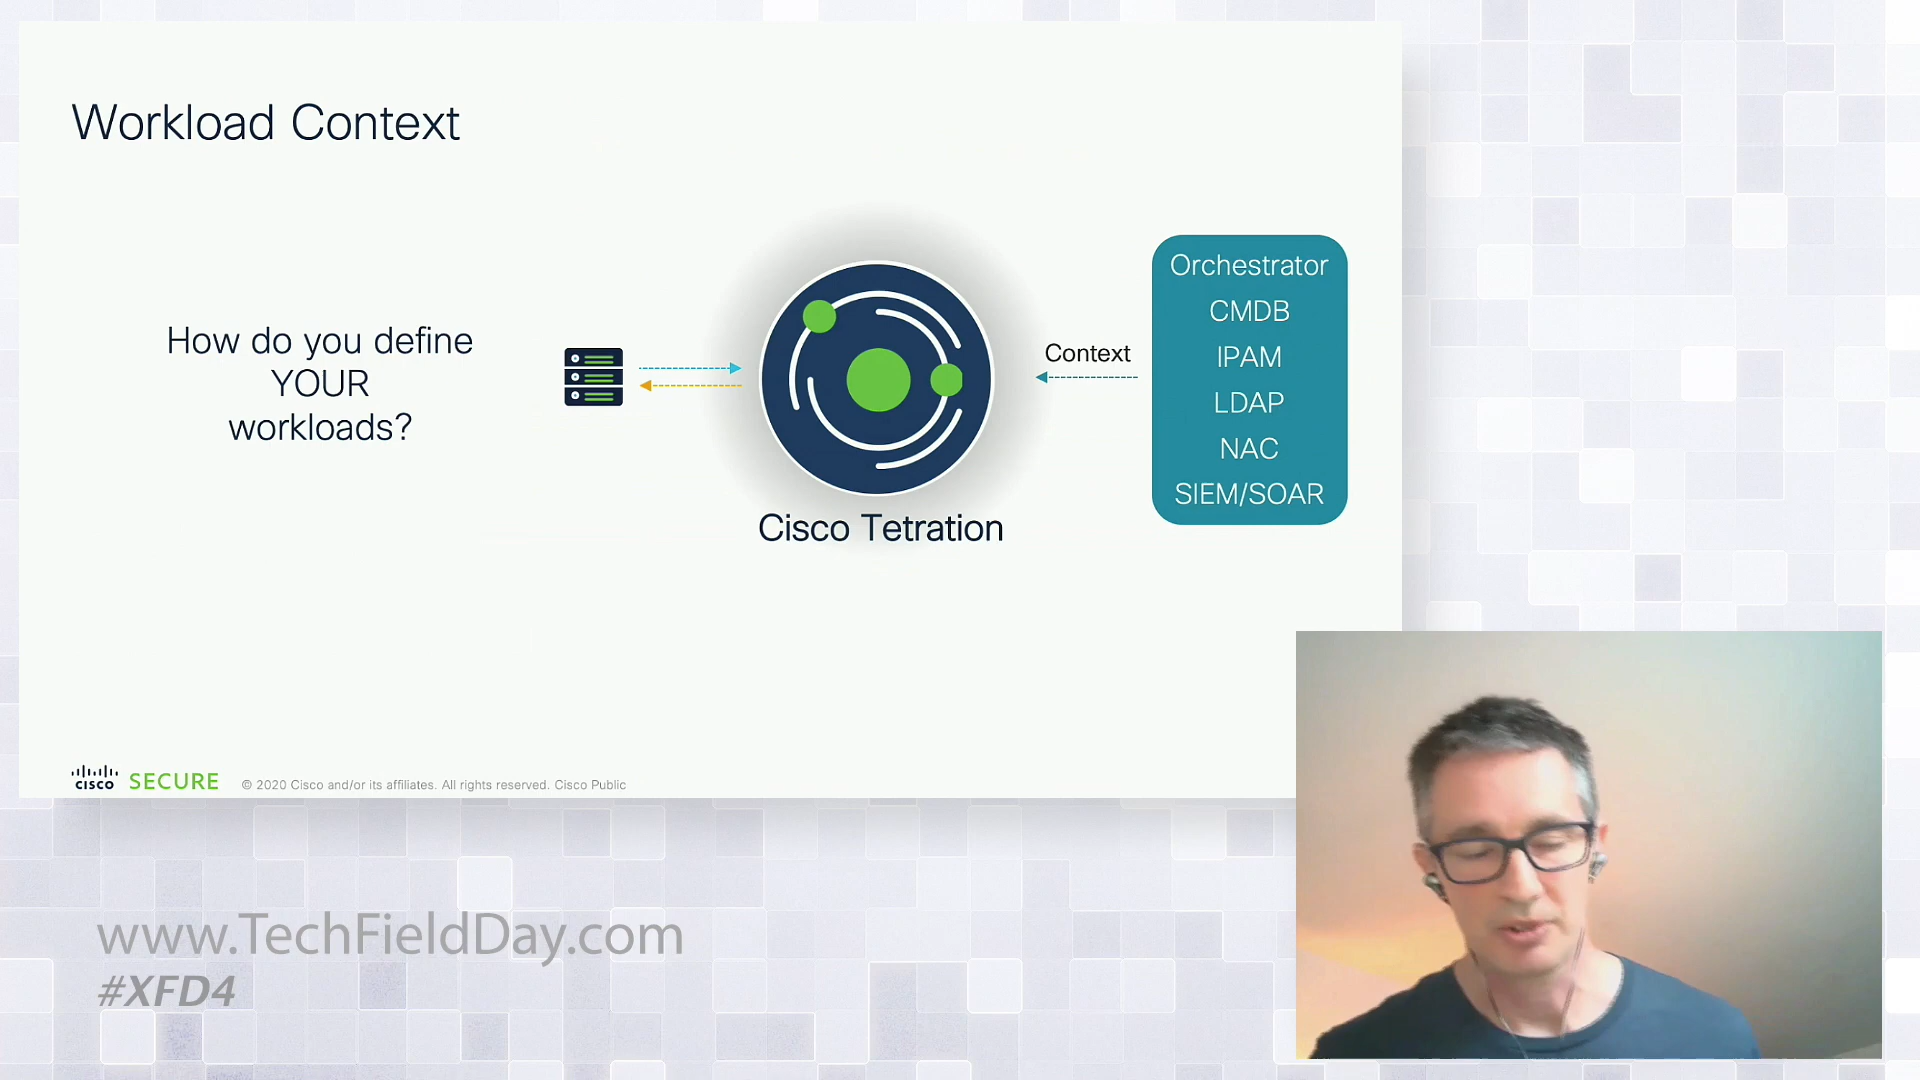 Workload Context
How do you define
YOUR
workloads?
Cisco Tetration
Context
Orchestrator
CMDB
IPAM
LDAP
NAC
SIEM/SOAR
cisco SECURE © 2020 Cisco and/or its affiliates. All rights reserved. Cisco Public
www.TechFieldDay.com
#XFD4